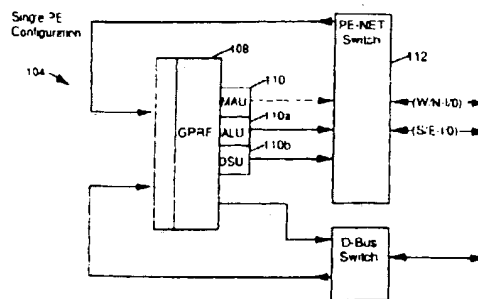 Single PE
Configuration
104
108
110
110a
110b
PE-NET
Switch
112
GPRF
MAU
ALU
DSU
(W/N-I/O)
(S/E-I/O)
D-Bus
Switch